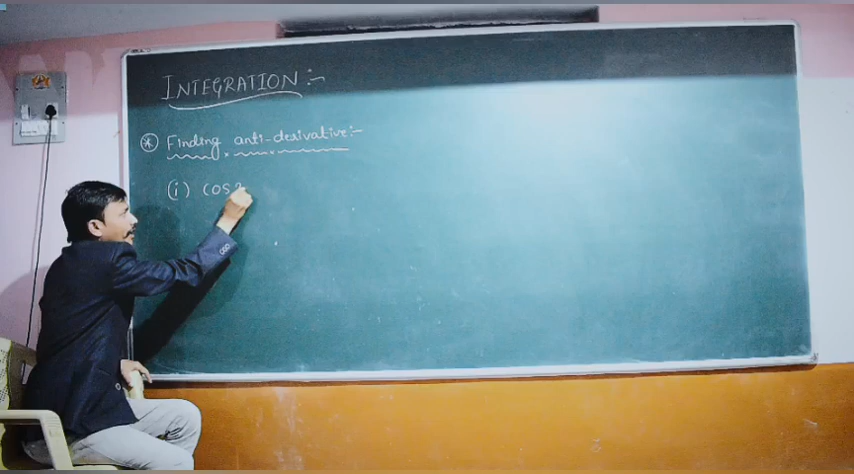 INTEGRATION :-
* Finding anti-derivative :-
(i) cos